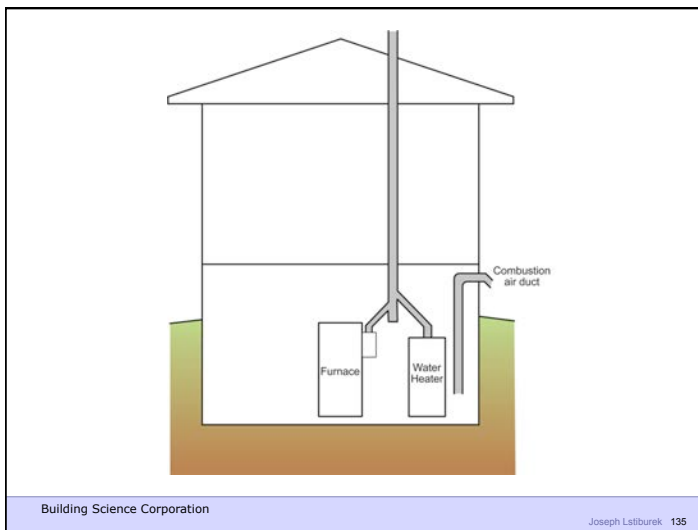 Combustion
air duct
Furnace
Water
Heater
Building Science Corporation
Joseph Lstiburek 135